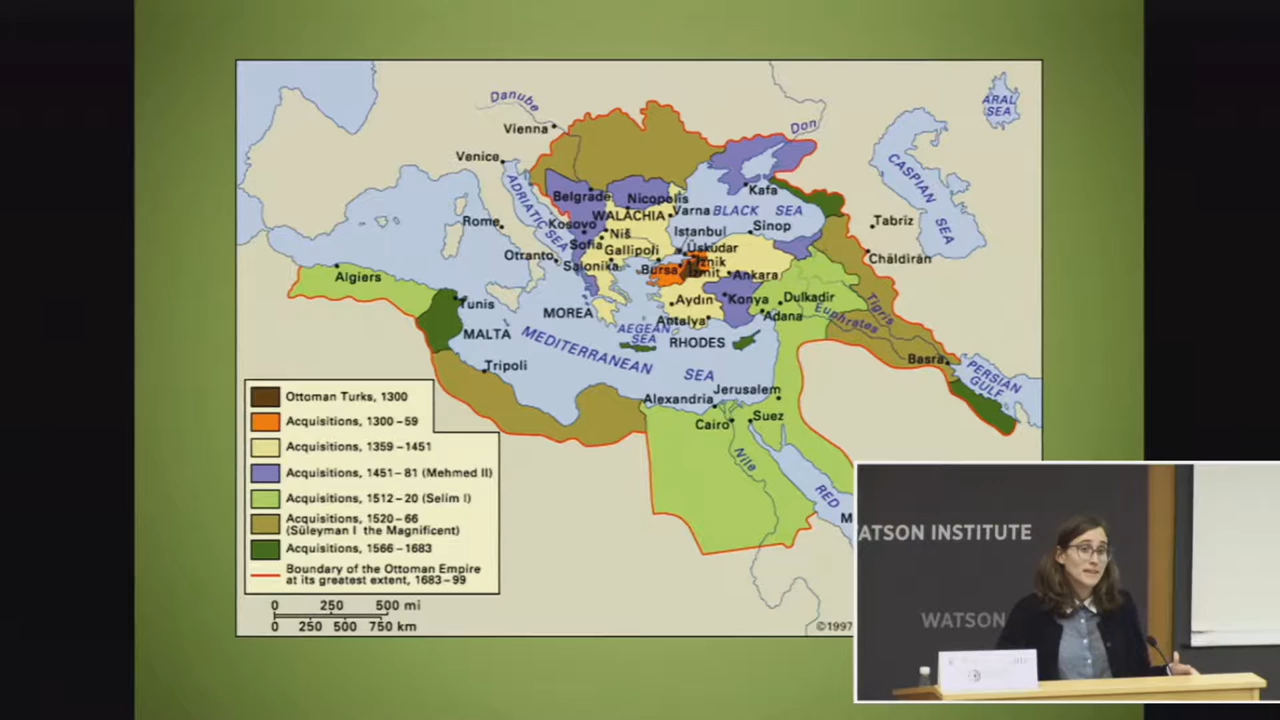 ARAL
SEA
Danube
Don
Vienna
Venice
CASPIAN
SEA
ADRIATIC SEA
Belgrade
Nicopolis
Kafa
WALACHIA
Varna
BLACK SEA
Rome
Kosovo
Niš
Istanbul
Sinop
Tabriz
Sofia
Gallipoli
Üsküdar
Otranto
Salonika
Bursa
Iznik
Izmit
Ankara
Chāldirān
Algiers
Aydın
Konya
Dulkadir
Tigris
Tunis
MOREA
Antalya
Adana
Euphrates
MALTA
AEGEAN
SEA
RHODES
MEDITERRANEAN
SEA
Tripoli
Basra
PERSIAN
GULF
Jerusalem
Alexandria
Cairo
Suez
Nile
RED
M
Ottoman Turks, 1300
Acquisitions, 1300–59
Acquisitions, 1359–1451
Acquisitions, 1451–81 (Mehmed II)
Acquisitions, 1512–20 (Selim I)
Acquisitions, 1520–66
(Süleyman I the Magnificent)
Acquisitions, 1566–1683
Boundary of the Ottoman Empire
at its greatest extent, 1683–99
0 250 500 mi
0 250 500 750 km
©1997
WATSON INSTITUTE
WATSON